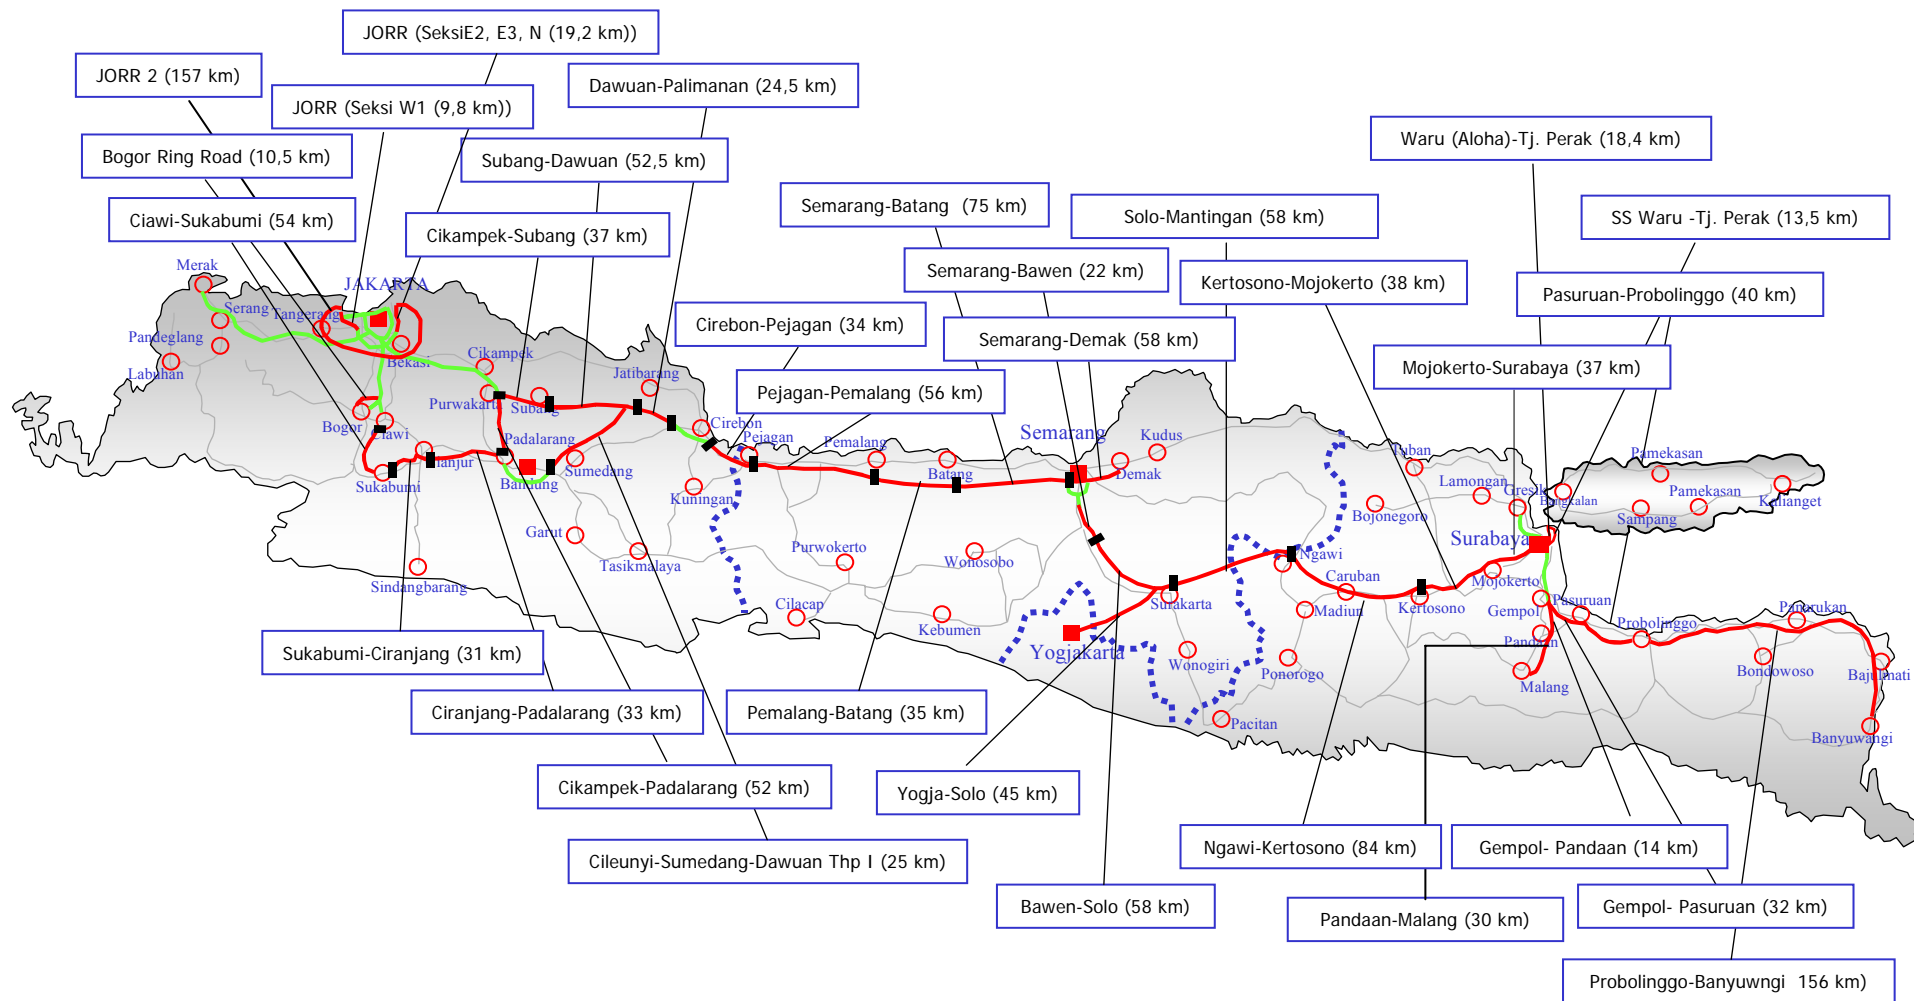 JORR (SeksiE2, E3, N (19,2 km))
JORR 2 (157 km)
JORR (Seksi W1 (9,8 km))
Dawuan-Palimanan (24,5 km)
Bogor Ring Road (10,5 km)
Subang-Dawuan (52,5 km)
Waru (Aloha)-Tj. Perak (18,4 km)
Ciawi-Sukabumi (54 km)
Cikampek-Subang (37 km)
Semarang-Batang  (75 km)
Solo-Mantingan (58 km)
SS Waru -Tj. Perak (13,5 km)
Semarang-Bawen (22 km)
Kertosono-Mojokerto (38 km)
Pasuruan-Probolinggo (40 km)
Cirebon-Pejagan (34 km)
Semarang-Demak (58 km)
Pejagan-Pemalang (56 km)
Mojokerto-Surabaya (37 km)
Merak
JAKARTA
Serang
Tangerang
Pandeglang
Labuhan
Bekasi
Cikampek
Jatibarang
Purwakarta
Subang
Bogor
Ciawi
Cirebon
Padalarang
Pejagan
Pemalang
Semarang
Kudus
Tuban
Pamekasan
Cianjur
Sukabumi
Bandung
Sumedang
Kuningan
Batang
Demak
Lamongan
Gresik
Bangkalan
Pamekasan
Kalianget
Bojonegoro
Sampang
Garut
Tasikmalaya
Purwokerto
Wonosobo
Ngawi
Surabaya
Sindangbarang
Cilacap
Kebumen
Surakarta
Caruban
Madiun
Kertosono
Mojokerto
Gempol
Pasuruan
Panarukan
Yogjakarta
Wonogiri
Ponorogo
Pandaan
Probolinggo
Malang
Bondowoso
Bajulmati
Pacitan
Banyuwangi
Sukabumi-Ciranjang (31 km)
Ciranjang-Padalarang (33 km)
Pemalang-Batang (35 km)
Cikampek-Padalarang (52 km)
Yogja-Solo (45 km)
Cileunyi-Sumedang-Dawuan Thp I (25 km)
Ngawi-Kertosono (84 km)
Gempol- Pandaan (14 km)
Bawen-Solo (58 km)
Pandaan-Malang (30 km)
Gempol- Pasuruan (32 km)
Probolinggo-Banyuwngi  156 km)